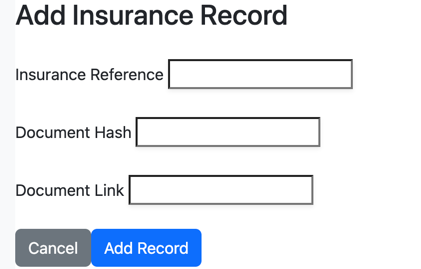 Add Insurance Record
Insurance Reference
Document Hash
Document Link
Cancel Add Record